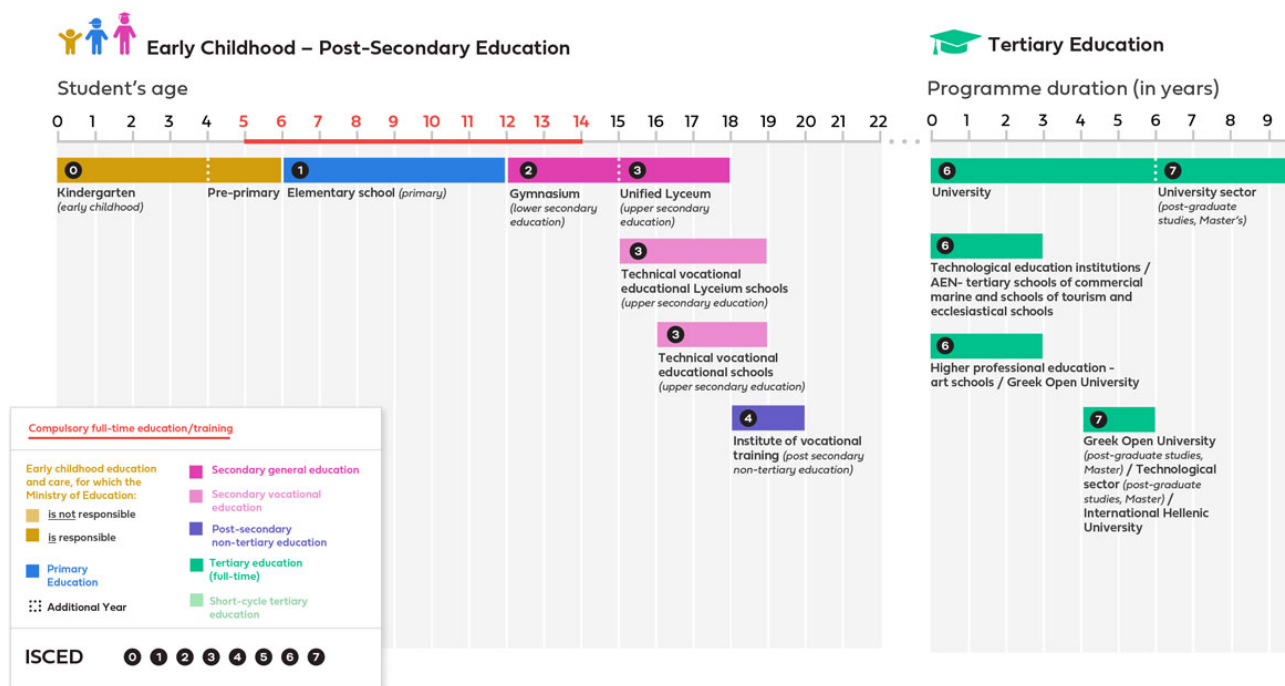 Early Childhood – Post-Secondary Education
Student's age
0 1 2 3 4 5 6 7 8 9 10 11 12 13 14 15 16 17 18 19 20 21 22
0
Kindergarten
(early childhood)
Pre-primary
1
Elementary school (primary)
2
Gymnasium
(lower secondary
education)
3
Unified Lyceum
(upper secondary
education)
3
Technical vocational
educational Lyceium schools
(upper secondary education)
3
Technical vocational
educational schools
(upper secondary education)
4
Institute of vocational
training (post secondary
non-tertiary education)
Tertiary Education
Programme duration (in years)
0 1 2 3 4 5 6 7 8 9
6
University
7
University sector
(post-graduate
studies, Master's)
6
Technological education institutions /
AEN- tertiary schools of commercial
marine and schools of tourism and
ecclesiastical schools
6
Higher professional education -
art schools / Greek Open University
7
Greek Open University
(post-graduate studies,
Master) / Technological
sector (post-graduate
studies, Master) /
International Hellenic
University
Compulsory full-time education/training
Early childhood education
and care, for which the
Ministry of Education:
is not responsible
is responsible
Primary
Education
Additional Year
Secondary general education
Secondary vocational
education
Post-secondary
non-tertiary education
Tertiary education
(full-time)
Short-cycle tertiary
education
ISCED 0 1 2 3 4 5 6 7